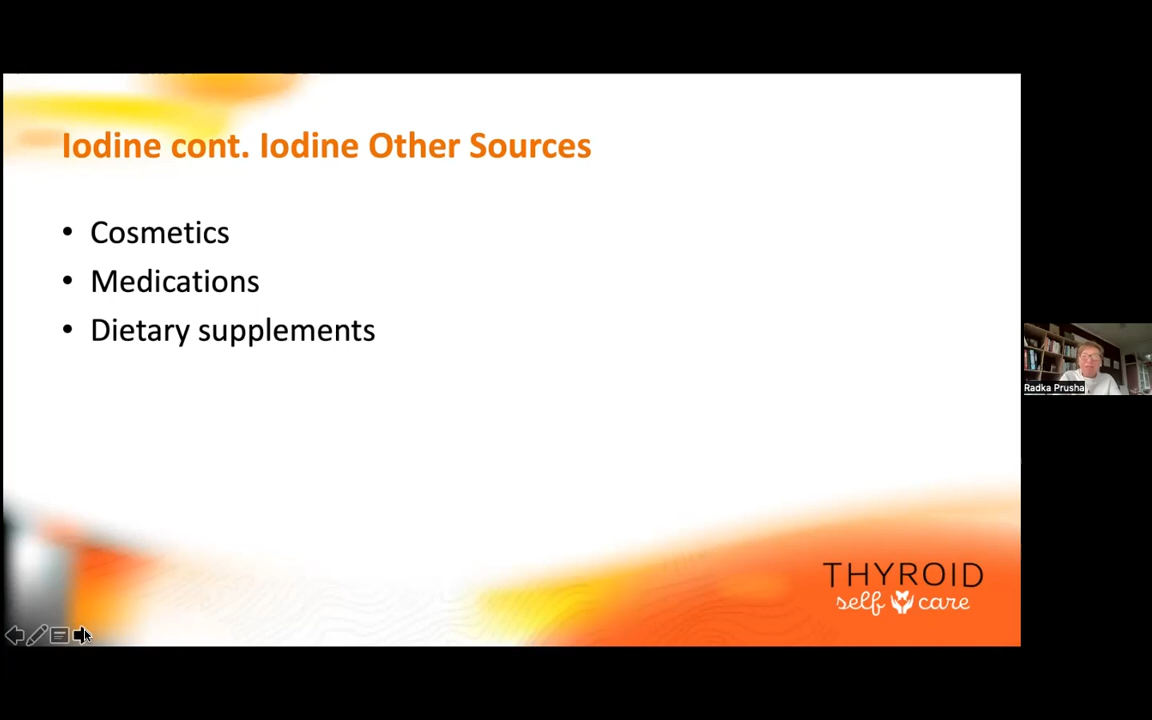 Iodine cont. Iodine Other Sources
• Cosmetics
• Medications
• Dietary supplements
Radka Prusha
THYROID
self care